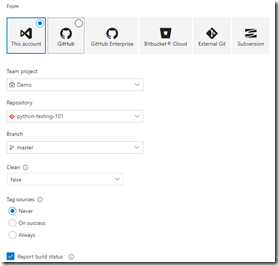 From
This account
GitHub
GitHub Enterprise
Bitbucket® Cloud
External Git
Subversion
Team project
Demo
Repository
python-testing-101
Branch
master
Clean
false
Tag sources
Never
On success
Always
Report build status